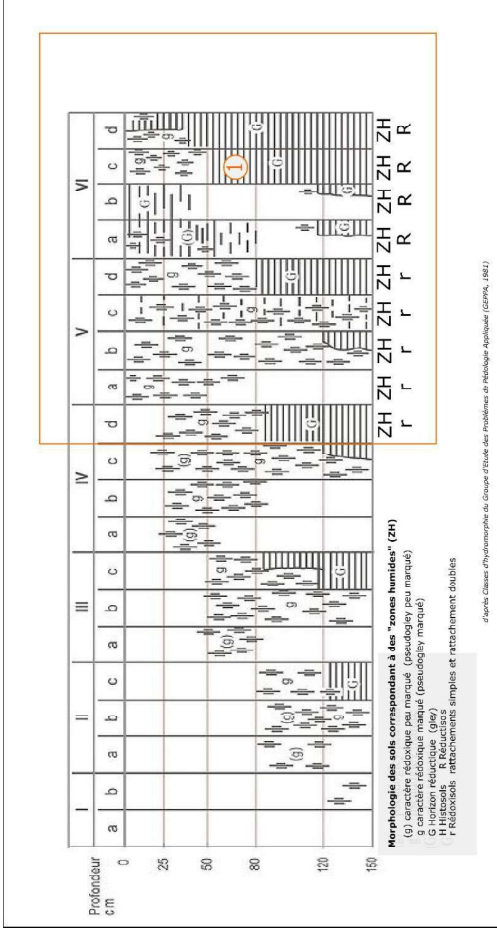 I II III IV V VI
a b a b c a b c a b c d a b c d a b c d
Profondeur
cm
0
25
50
80
120
150
(g) (g) g (g) g g (g) g g g g g g g (G) G g g
g G G G G G G G G
1
ZH ZH ZH ZH ZH ZH ZH ZH ZH
r r r r r R R R R
Morphologie des sols correspondant à des "zones humides" (ZH)
(g) caractère rédoxique peu marqué (pseudogley peu marqué)
g caractère rédoxique marqué (pseudogley marqué)
G Horizon réductique (gley)
H Histosols R Réductisols
r Rédoxisols rattachements simples et rattachement doubles
d'après Classes d'hydromorphie du Groupe d'Etude des Problèmes de Pédologie Appliquée (GEPPA, 1981)